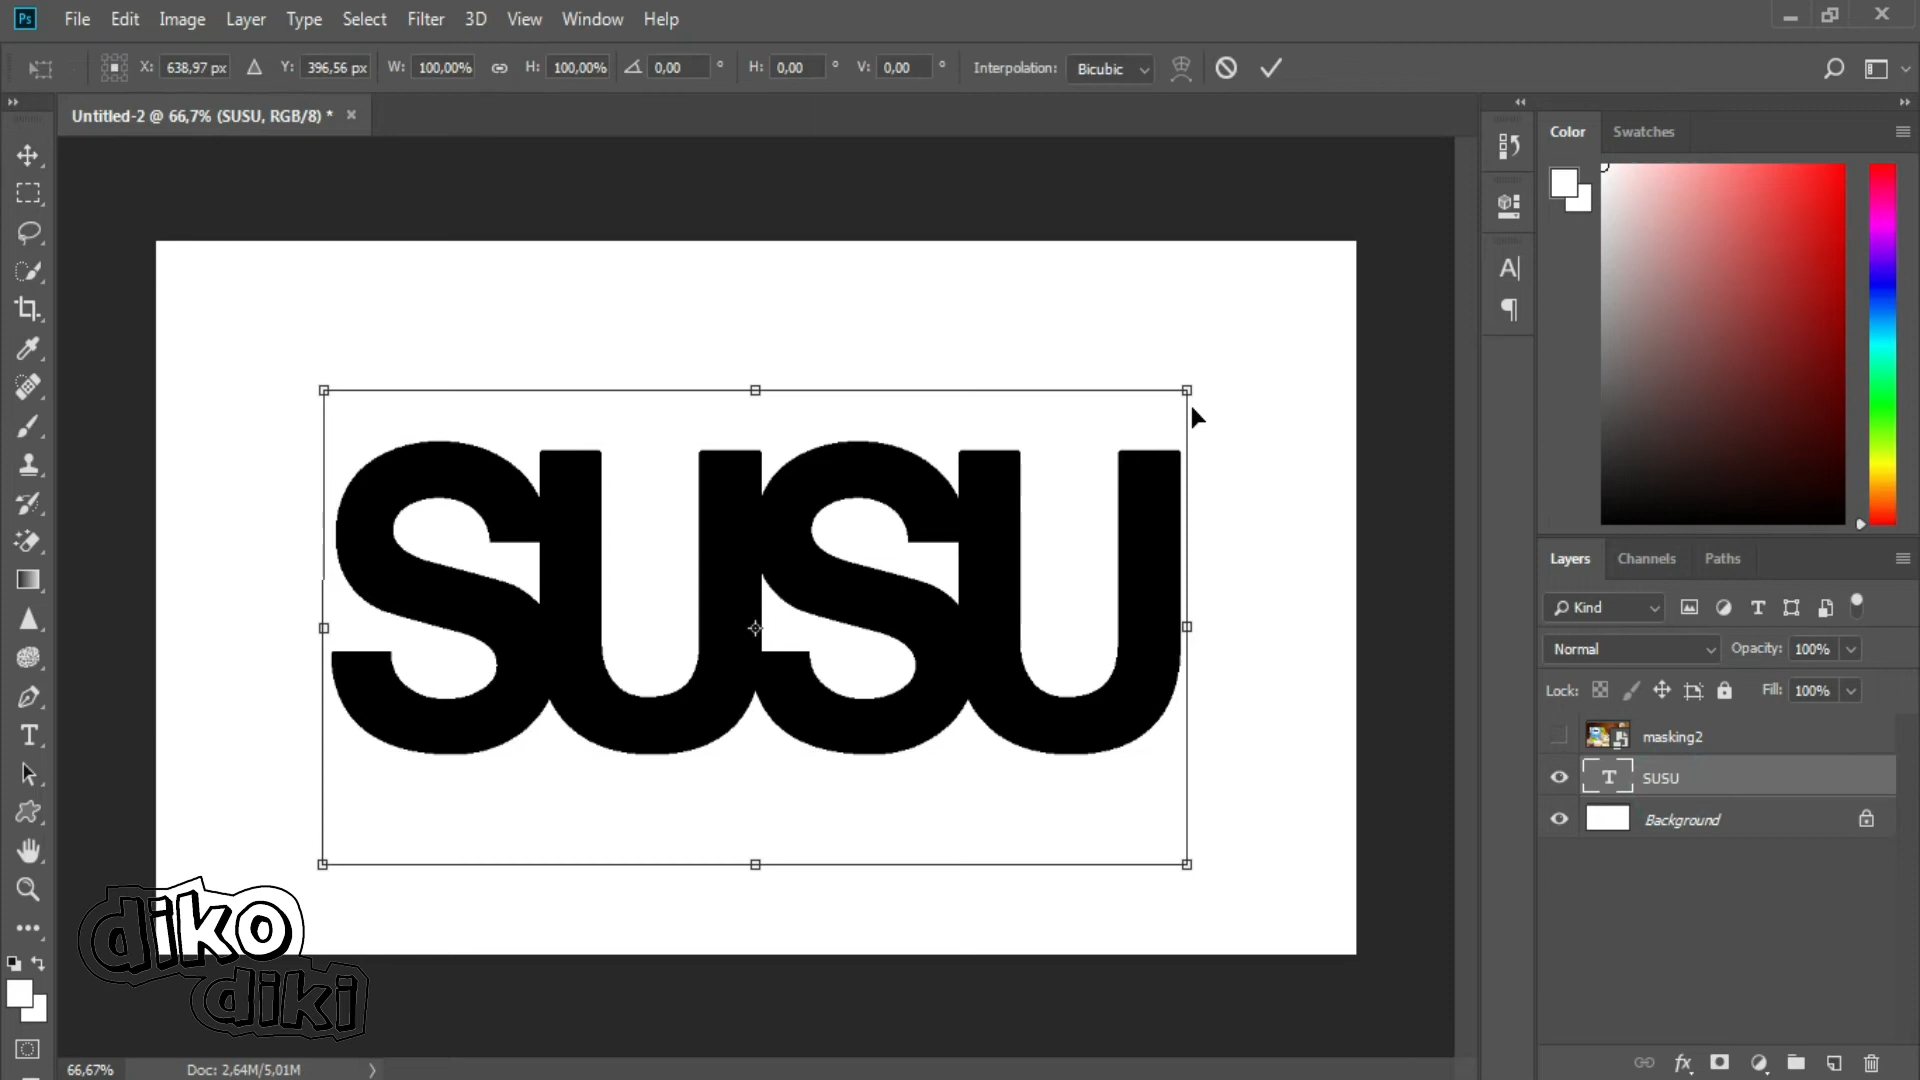 Ps File Edit Image Layer Type Select Filter 3D View Window Help
X: 638,97 px Y: 396,56 px W: 100,00% H: 100,00% 0,00 ° H: 0,00 ° V: 0,00 ° Interpolation: Bicubic
Untitled-2 @ 66,7% (SUSU, RGB/8) *
Color Swatches
SUSU
Layers Channels Paths
Kind
Normal Opacity: 100%
Lock: Fill: 100%
masking2
SUSU
Background
diko
diki
66,67% Doc: 2,64M/5,01M